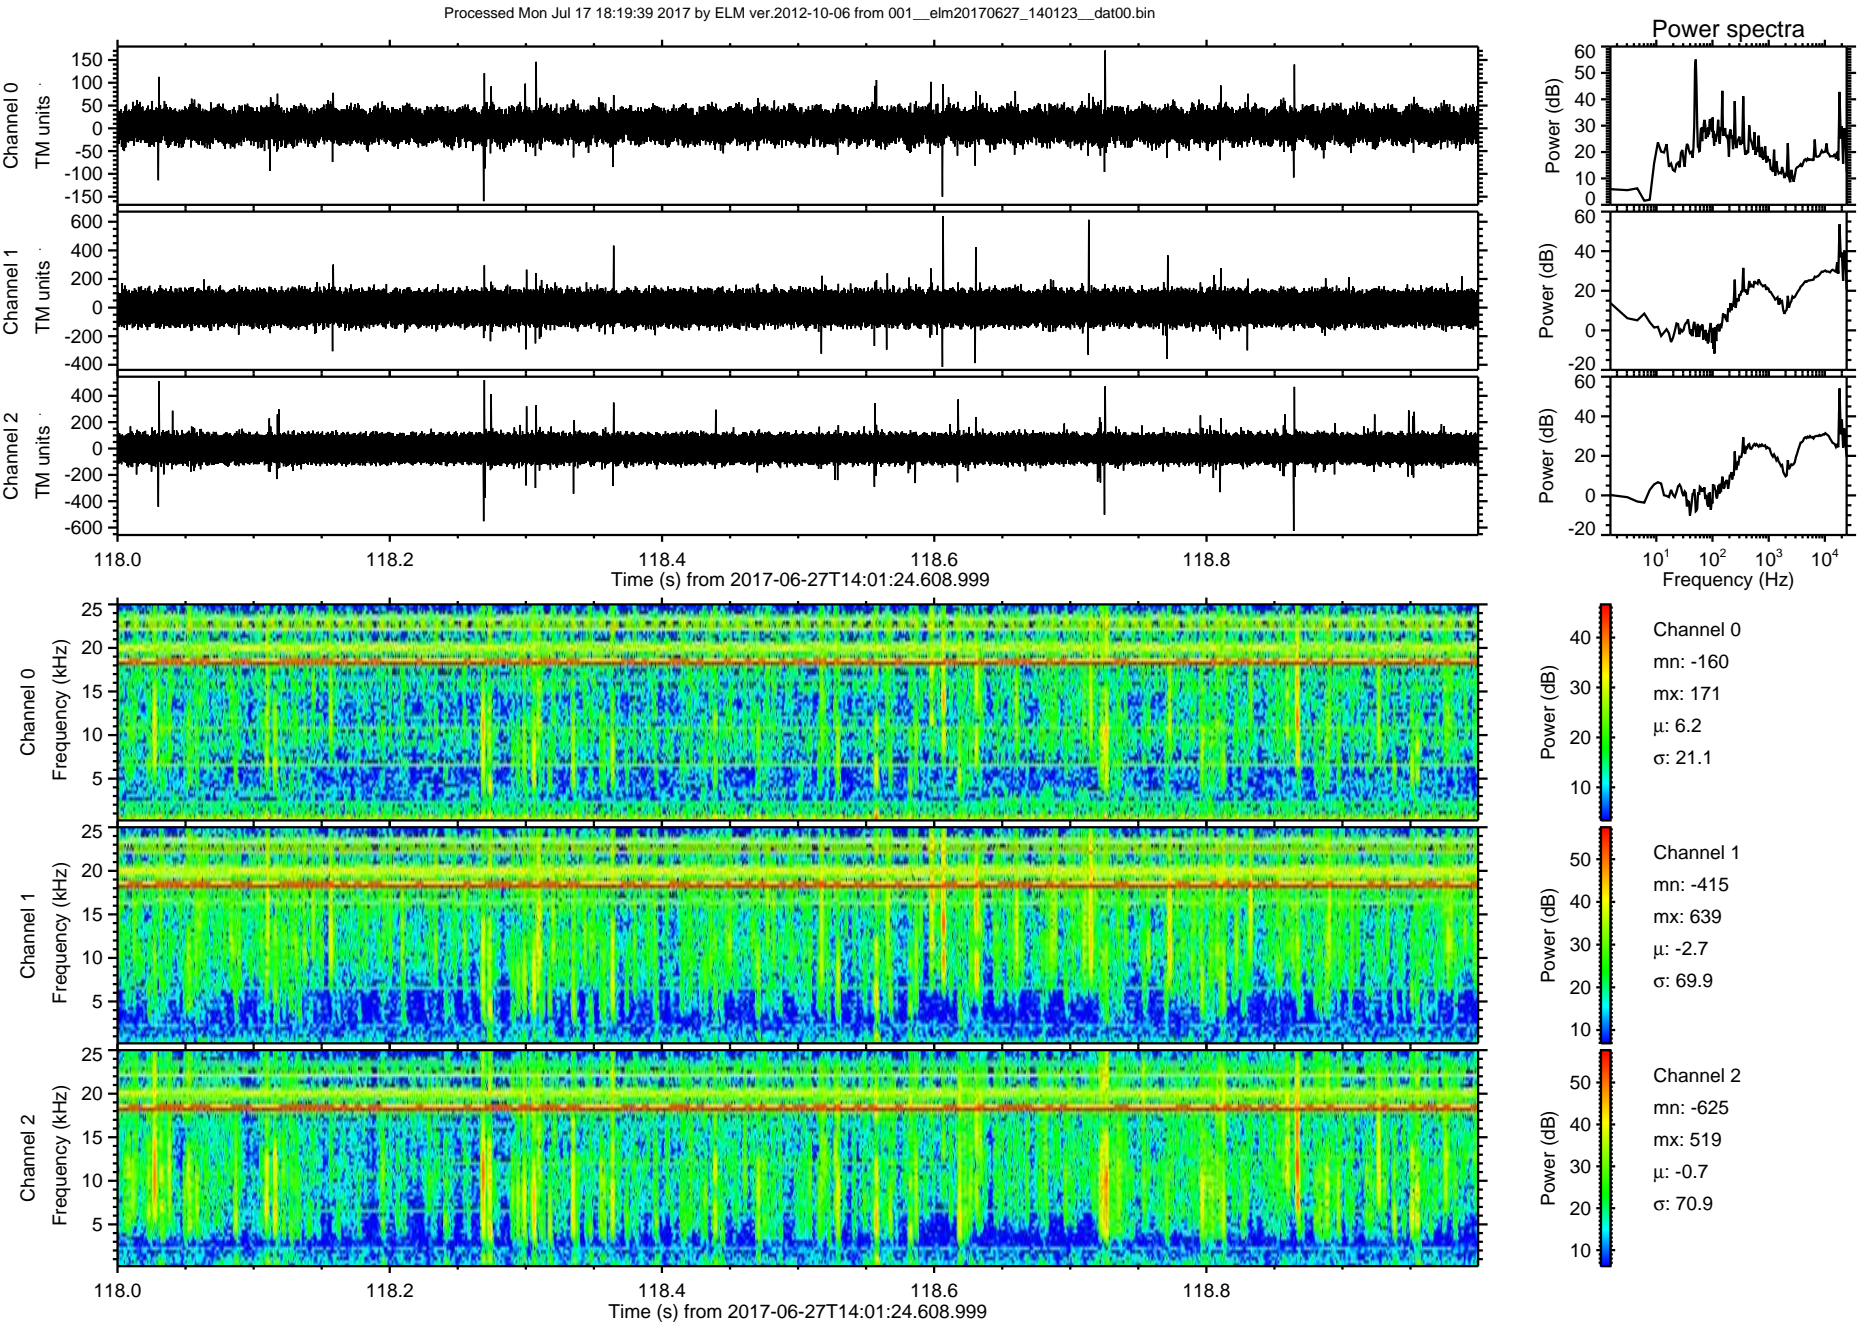 Processed Mon Jul 17 18:19:39 2017 by ELM ver.2012-10-06 from 001__elm20170627_140123__dat00.bin
Power spectra
Channel 0
TM units
150
100
50
0
-50
-100
-150
Power (dB)
60
50
40
30
20
10
0
Channel 1
TM units
600
400
200
0
-200
-400
Power (dB)
60
40
20
0
-20
Channel 2
TM units
400
200
0
-200
-400
-600
Power (dB)
60
40
20
0
-20
118.0 118.2 118.4 118.6 118.8
Time (s) from 2017-06-27T14:01:24.608.999
10^1 10^2 10^3 10^4
Frequency (Hz)
Channel 0
Frequency (kHz)
25
20
15
10
5
Power (dB)
40
30
20
10
Channel 0
mn: -160
mx: 171
µ: 6.2
σ: 21.1
Channel 1
Frequency (kHz)
25
20
15
10
5
Power (dB)
50
40
30
20
10
Channel 1
mn: -415
mx: 639
µ: -2.7
σ: 69.9
Channel 2
Frequency (kHz)
25
20
15
10
5
Power (dB)
50
40
30
20
10
Channel 2
mn: -625
mx: 519
µ: -0.7
σ: 70.9
118.0 118.2 118.4 118.6 118.8
Time (s) from 2017-06-27T14:01:24.608.999